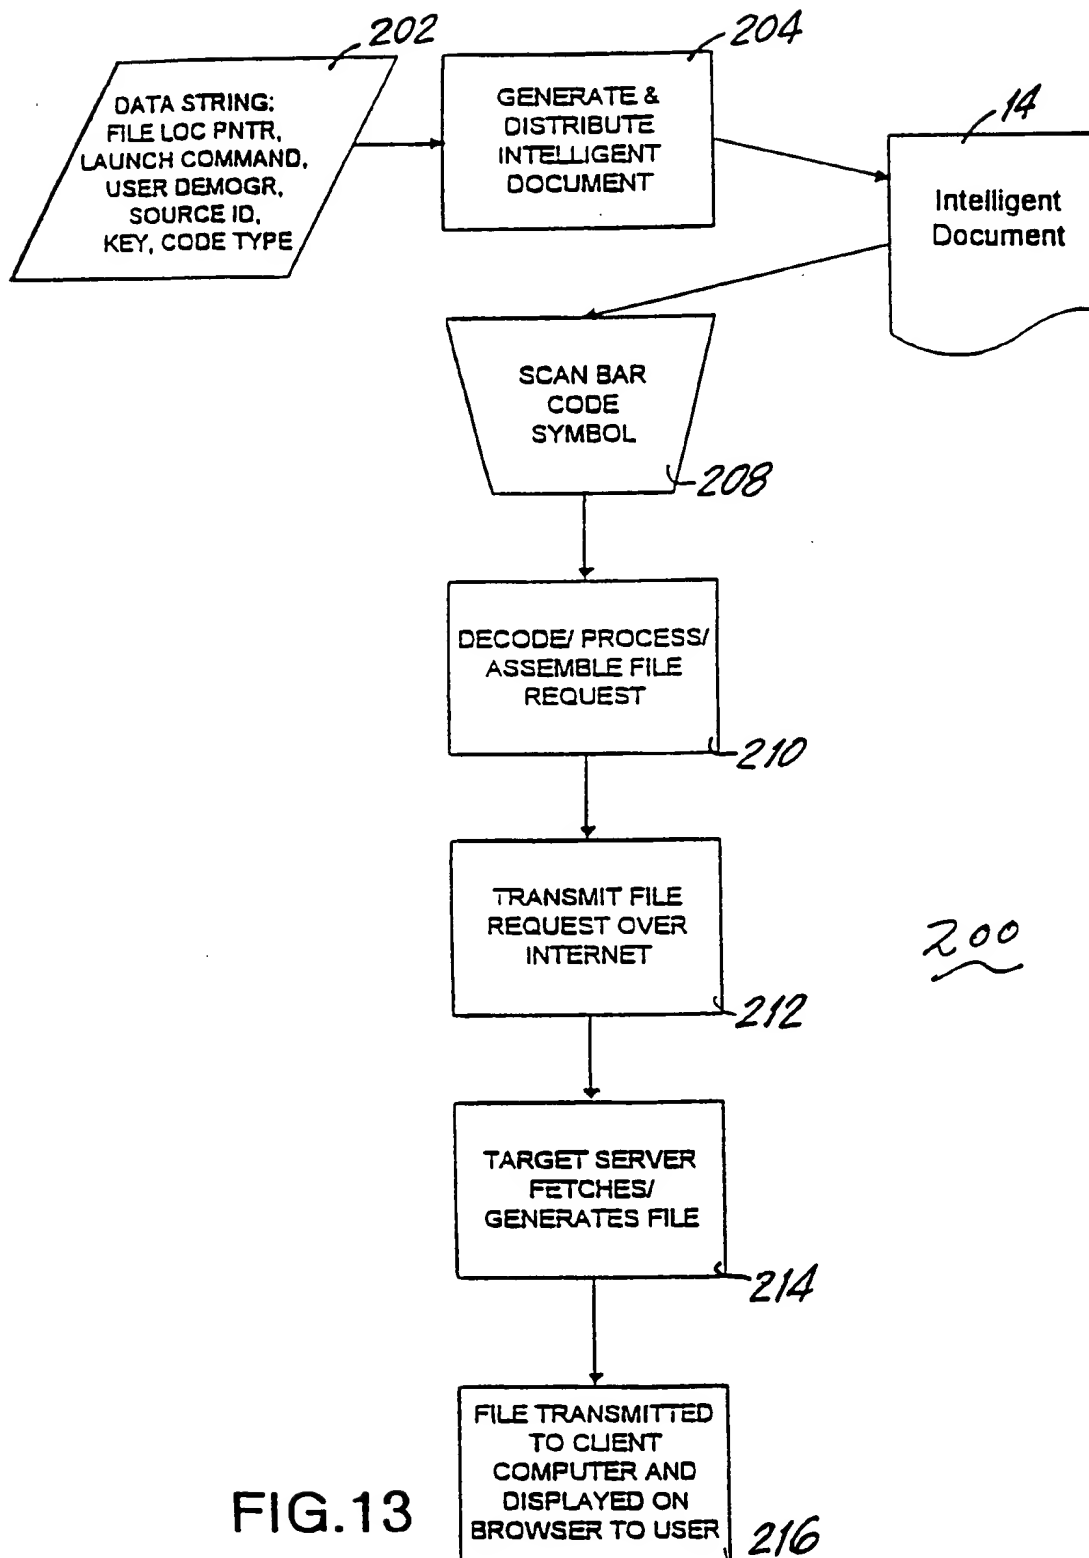 202
DATA STRING:
FILE LOC PNTR,
LAUNCH COMMAND,
USER DEMOGR,
SOURCE ID,
KEY, CODE TYPE
204
GENERATE &
DISTRIBUTE
INTELLIGENT
DOCUMENT
14
Intelligent
Document
SCAN BAR
CODE
SYMBOL
208
DECODE/ PROCESS/
ASSEMBLE FILE
REQUEST
210
TRANSMIT FILE
REQUEST OVER
INTERNET
212
200
TARGET SERVER
FETCHES/
GENERATES FILE
214
FILE TRANSMITTED
TO CLIENT
COMPUTER AND
DISPLAYED ON
BROWSER TO USER
216
FIG.13